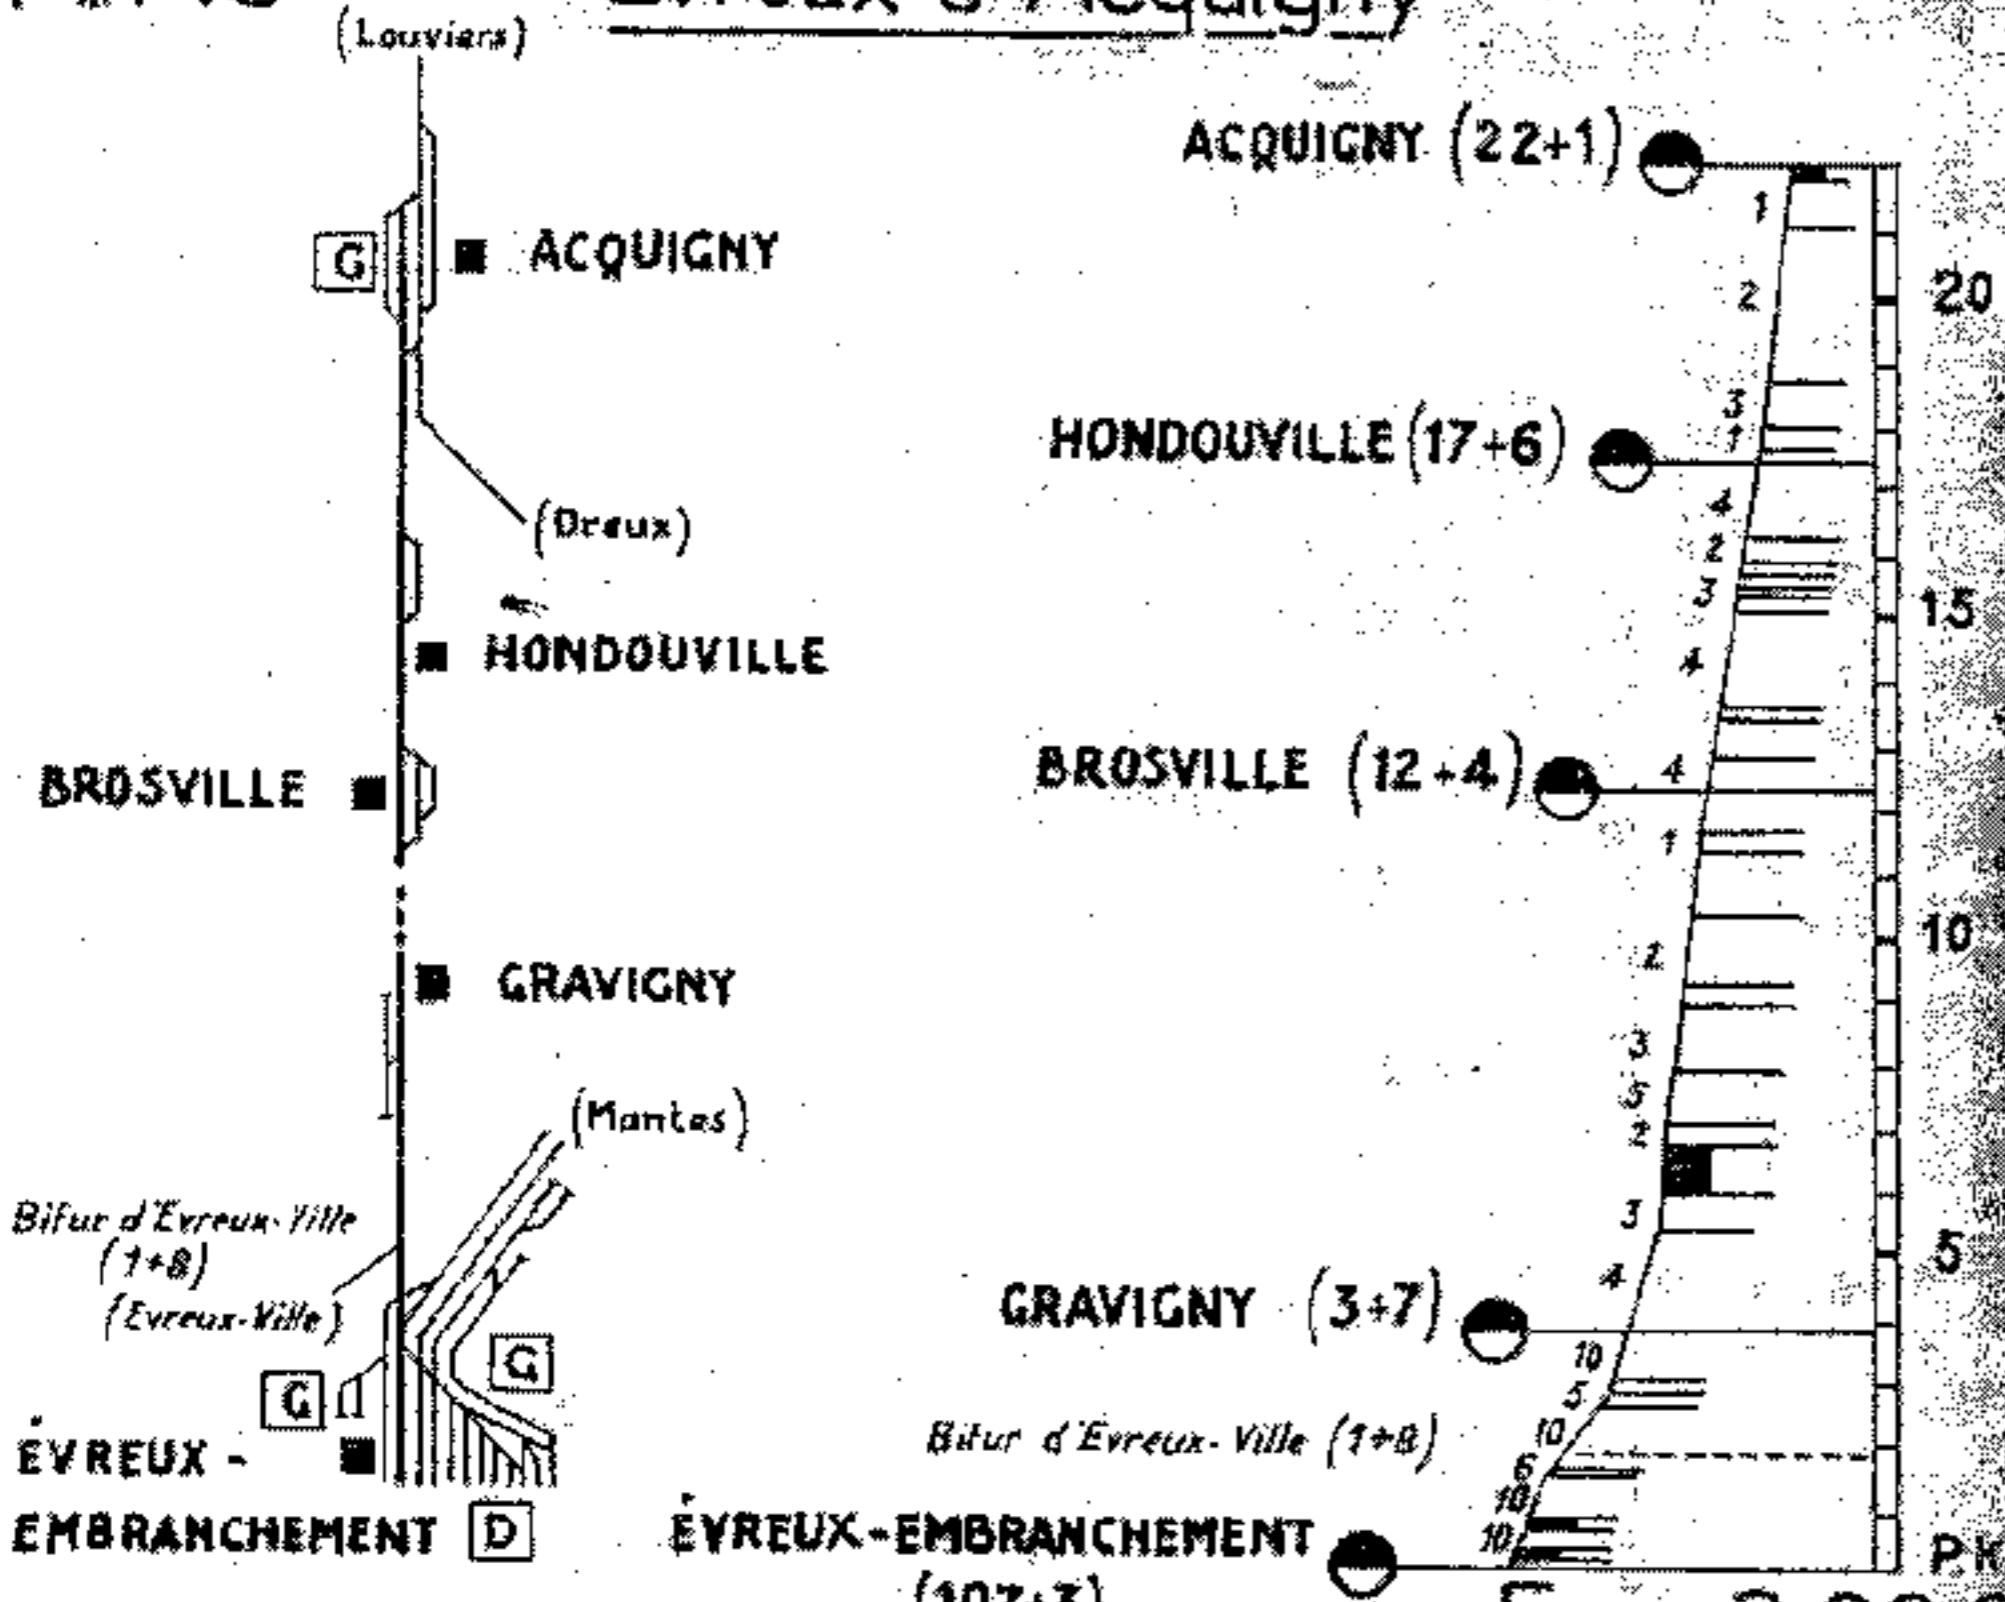 (Louviers)
Acquigny
ACQUIGNY (22+1)
G
ACQUIGNY
1
2
20
3
1
HONDOUVILLE (17+6)
4
(Dreux)
2
3
15
HONDOUVILLE
4
BROSVILLE
BROSVILLE (12+4)
4
1
10
2
GRAVIGNY
3
5
(Mantes)
Bifur d'Evreux-Ville
(1+8)
(Evreux-Ville)
3
5
4
GRAVIGNY (3+7)
G
10
5
G
Bifur d'Evreux-Ville (1+8)
10
6
10
ÉVREUX-
EMBRANCHEMENT
D
ÉVREUX-EMBRANCHEMENT
10
PK